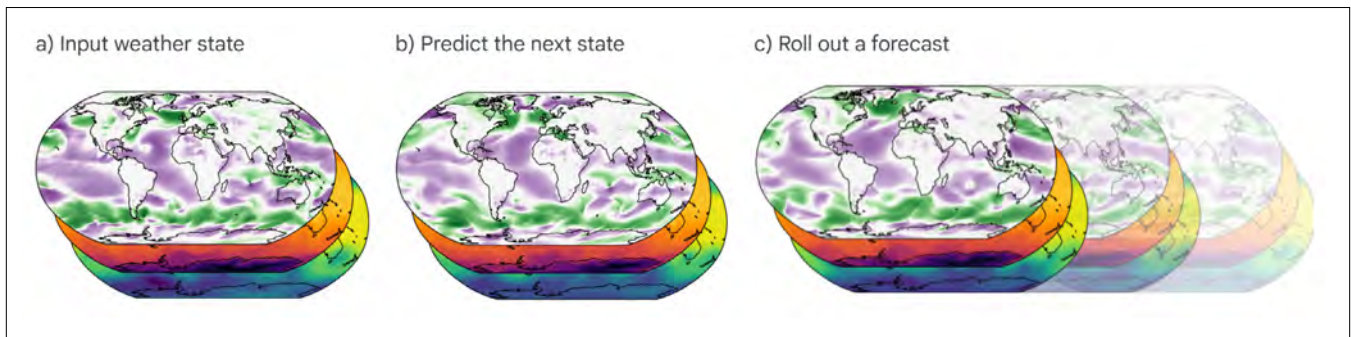 a) Input weather state
b) Predict the next state
c) Roll out a forecast